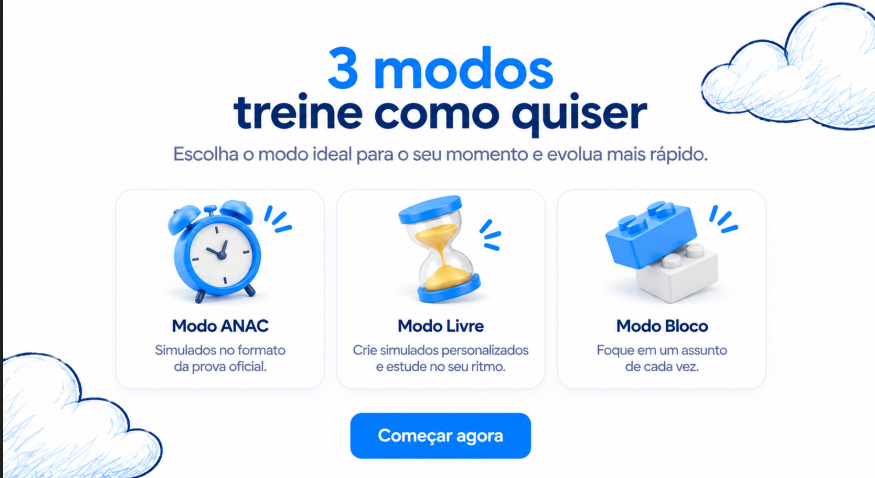 3 modos
treine como quiser
Escolha o modo ideal para o seu momento e evolua mais rápido.
Modo ANAC
Simulados no formato
da prova oficial.
Modo Livre
Crie simulados personalizados
e estude no seu ritmo.
Modo Bloco
Foque em um assunto
de cada vez.
Começar agora